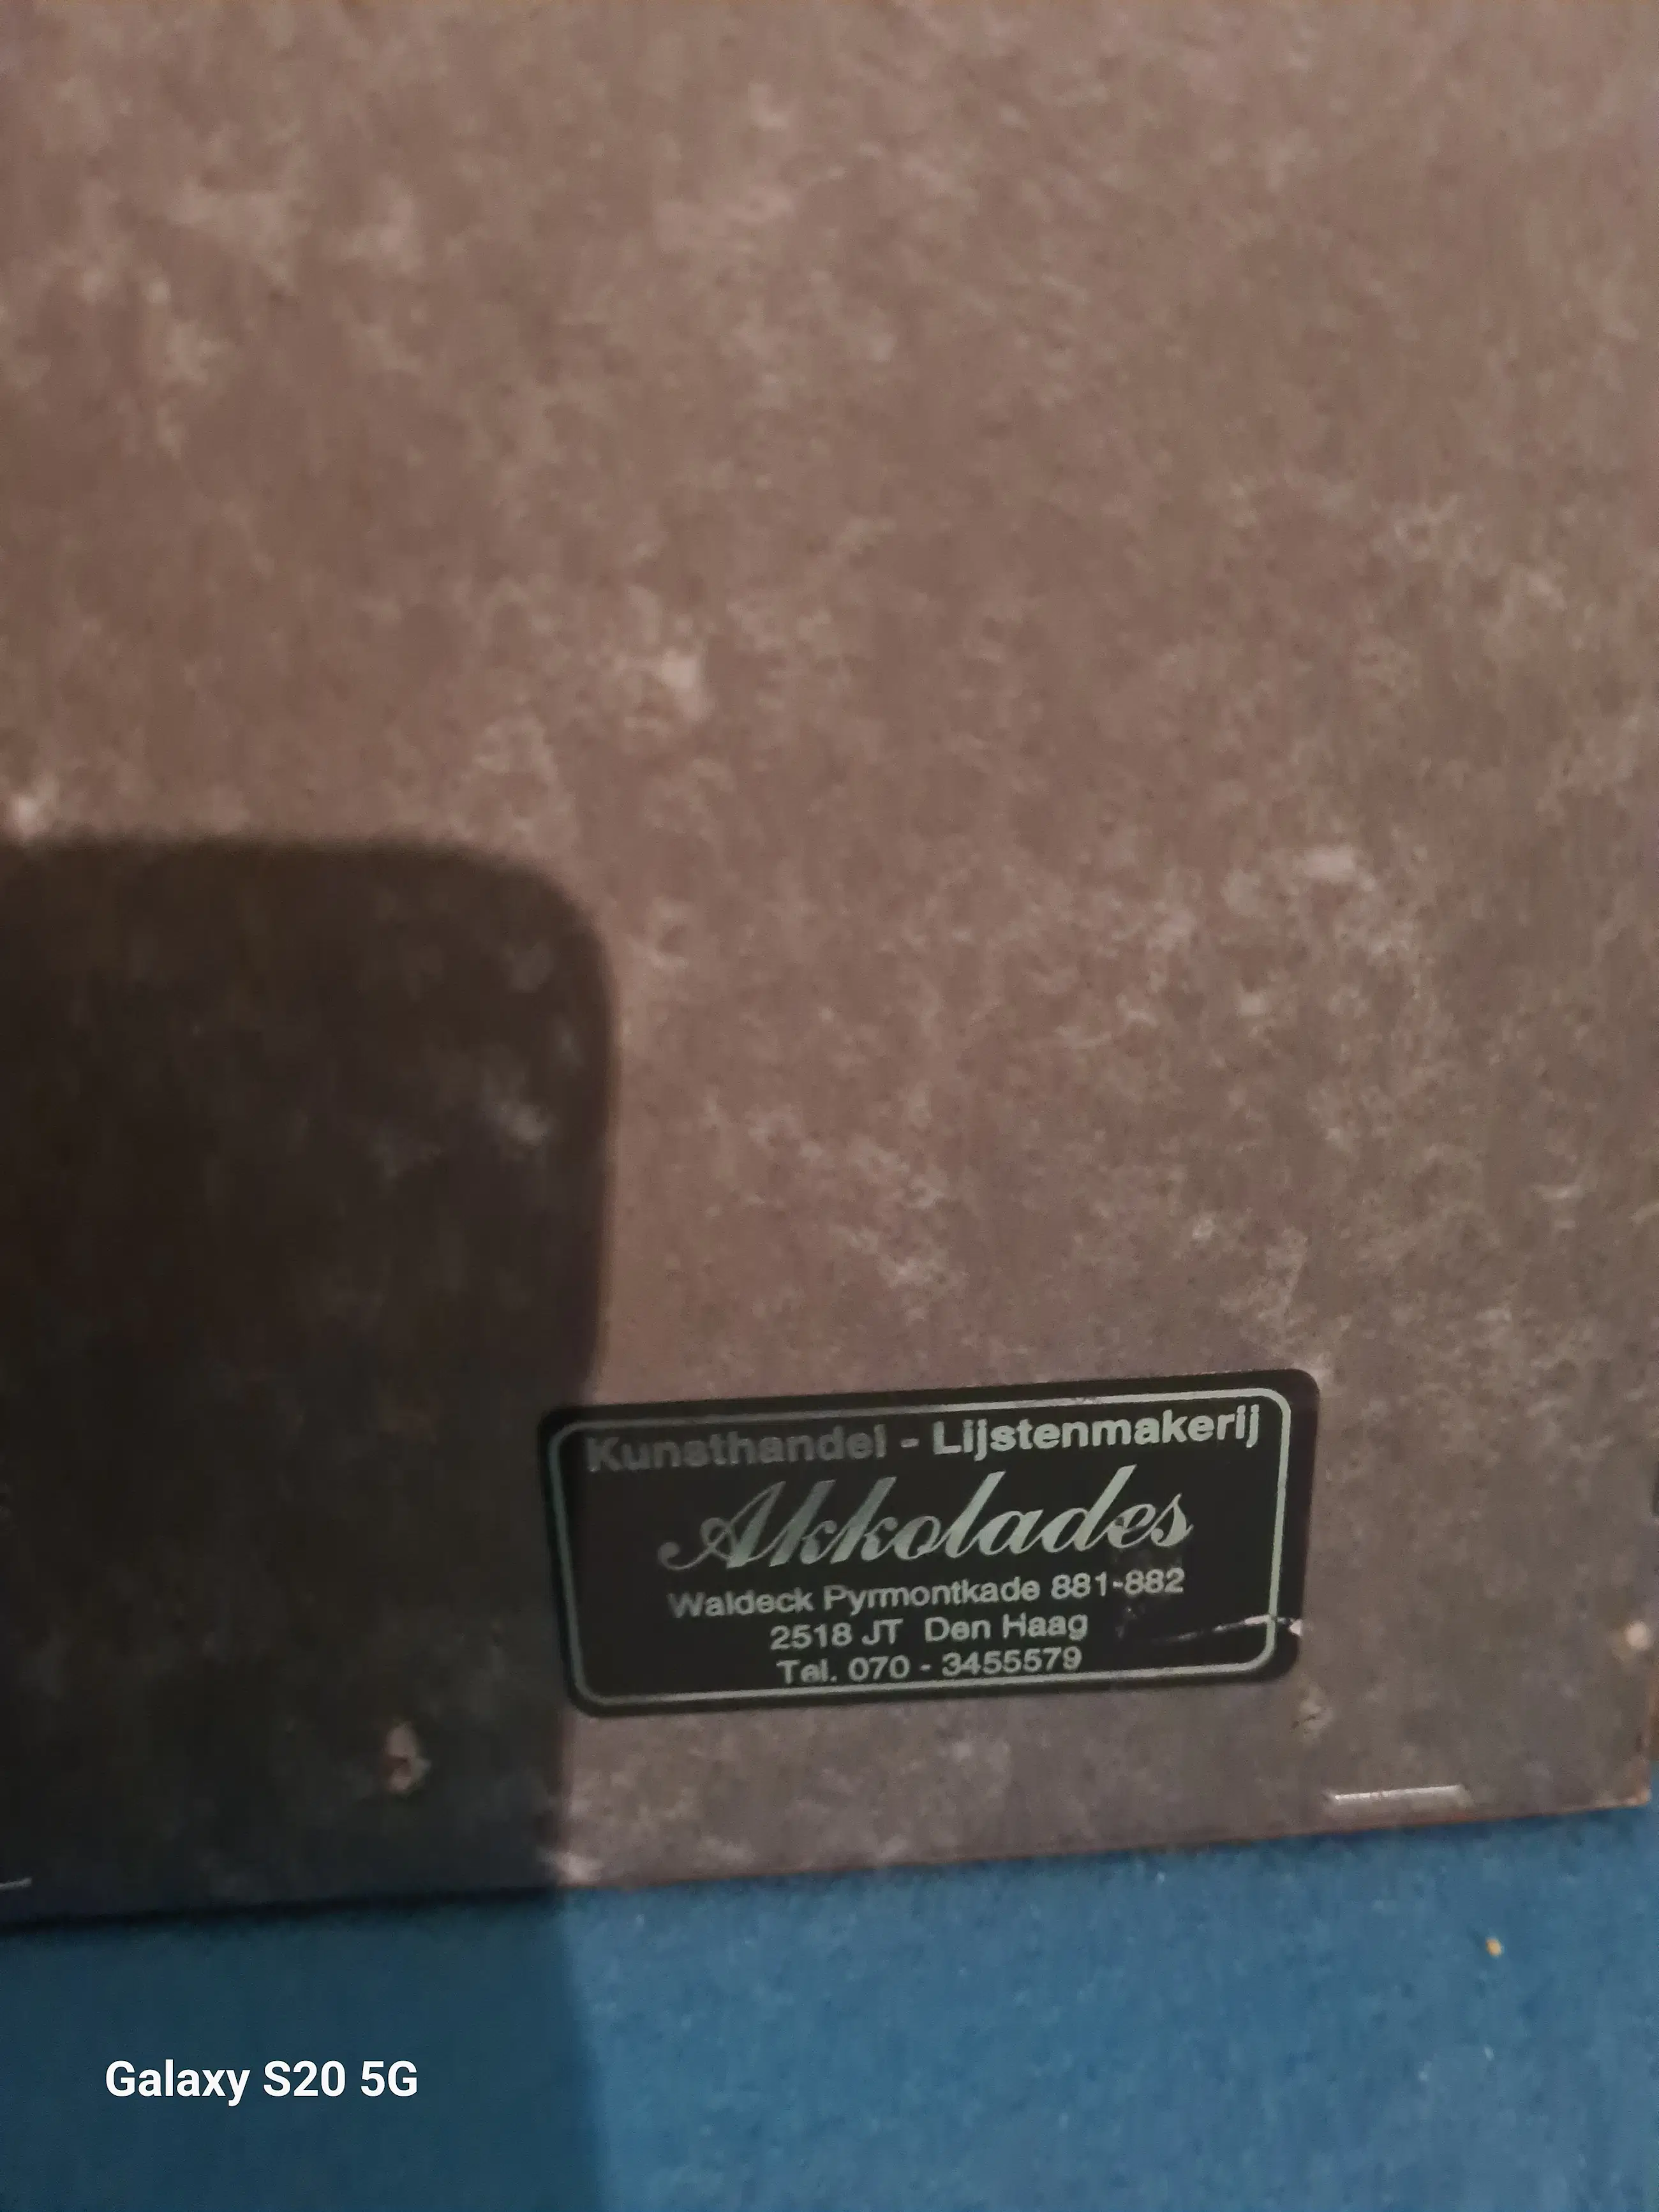 Kunsthandel - Lijstenmakerij
Akkolades
Waldeck Pyrmontkade 881-882
2518 JT Den Haag
Tel. 070 - 3455579
Galaxy S20 5G